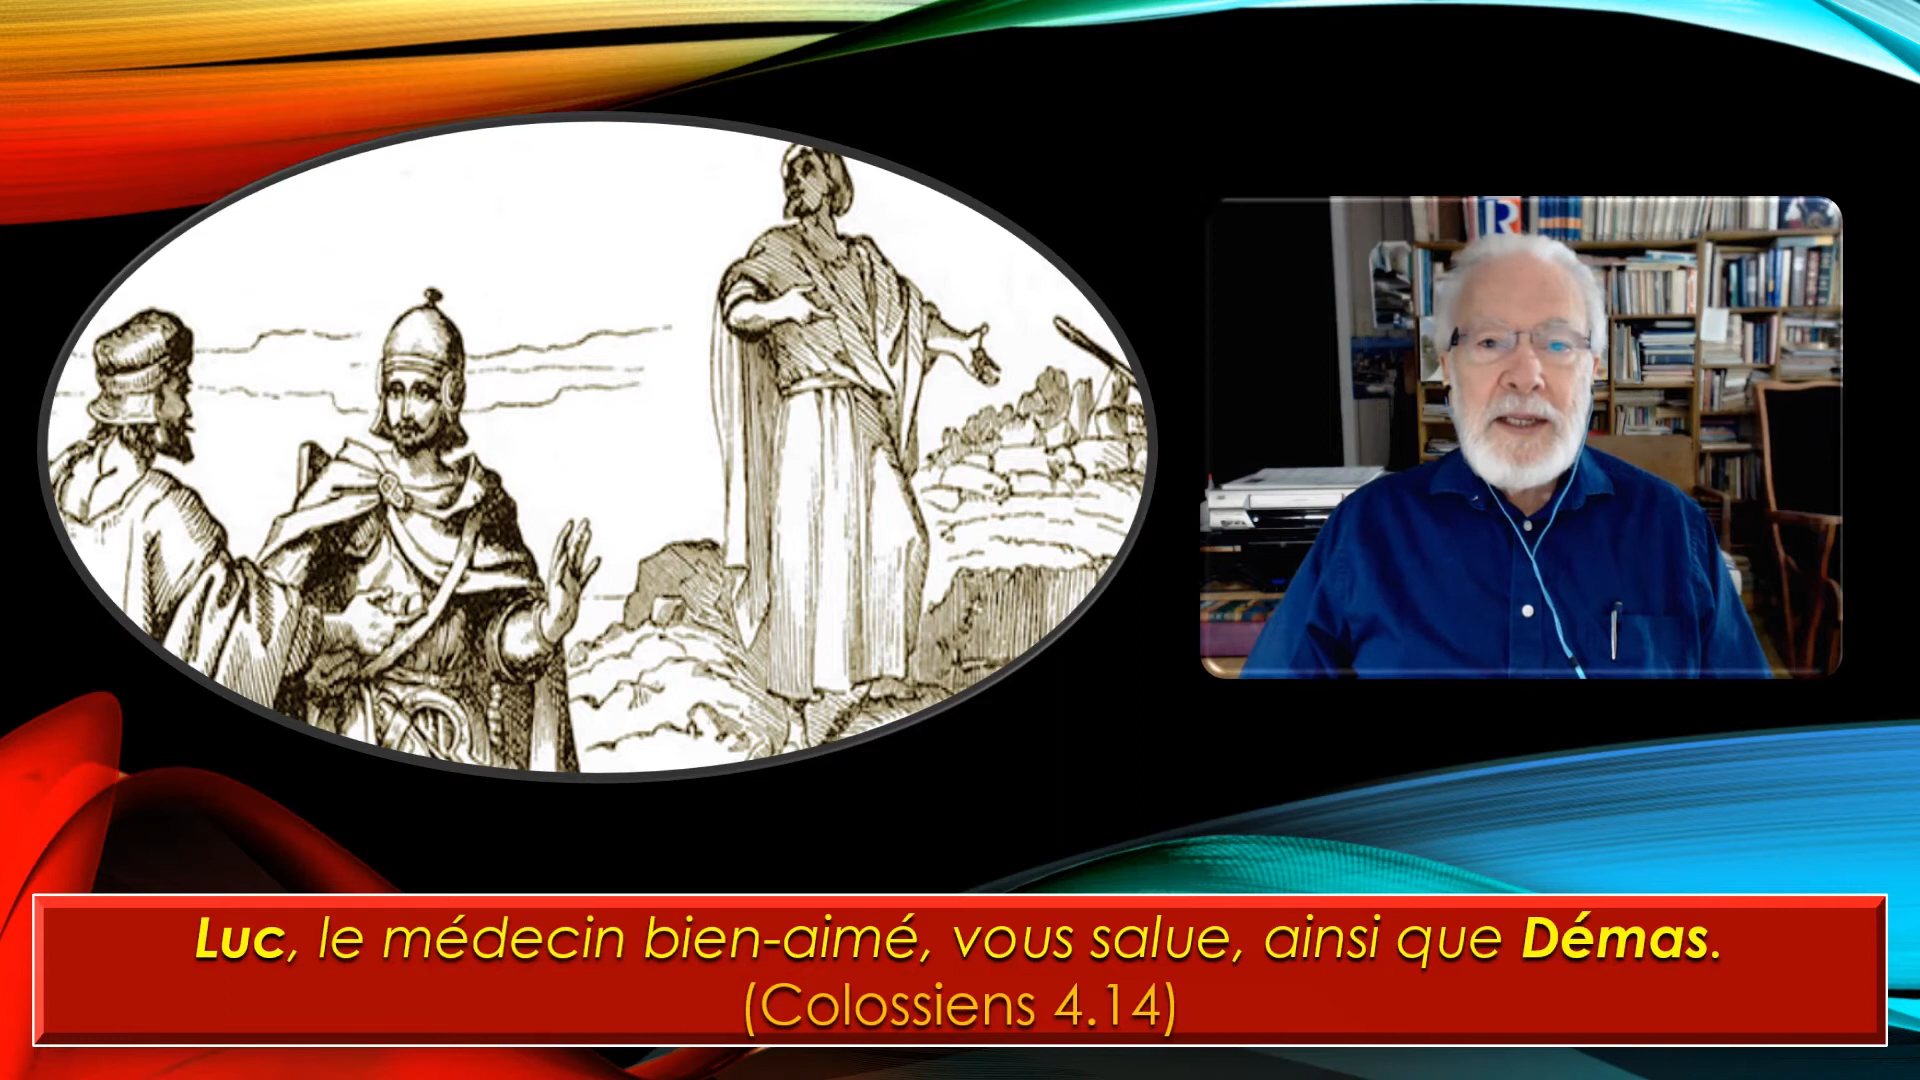 R
Luc, le médecin bien-aimé, vous salue, ainsi que Démas.
(Colossiens 4.14)